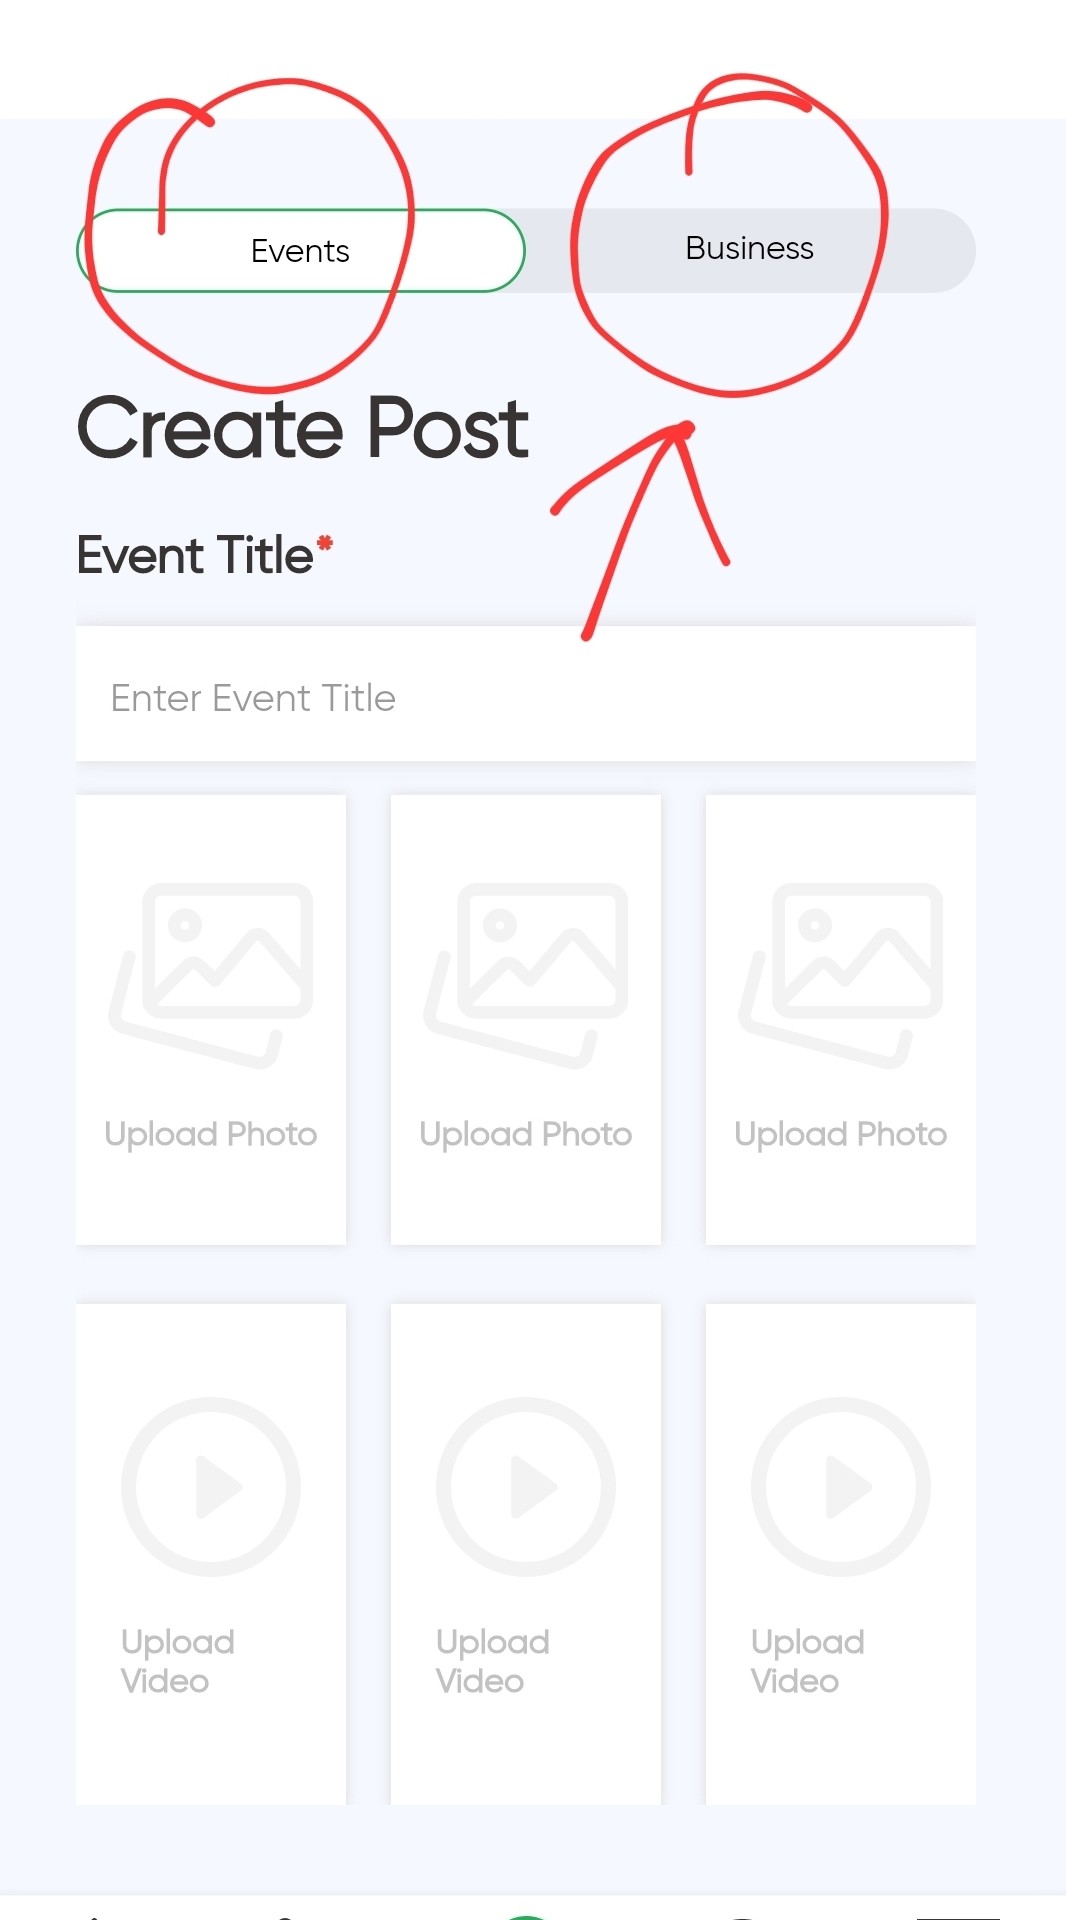 Events
Business
Create Post
Event Title*
Enter Event Title
Upload Photo
Upload Photo
Upload Photo
Upload
Video
Upload
Video
Upload
Video